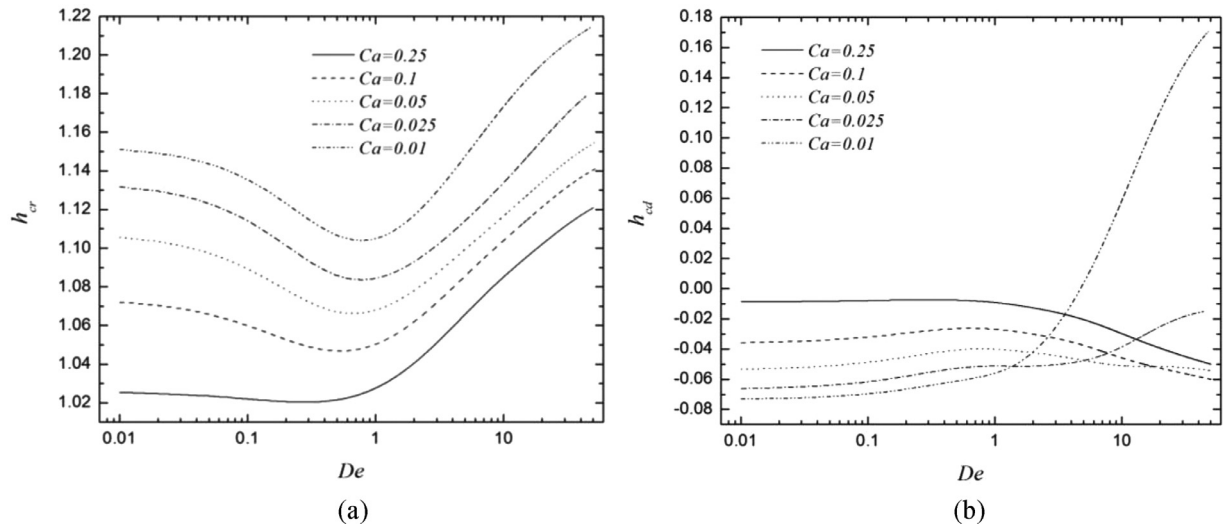 1.22
1.20
1.18
1.16
1.14
1.12
1.10
1.08
1.06
1.04
1.02
h_cr
Ca=0.25
Ca=0.1
Ca=0.05
Ca=0.025
Ca=0.01
0.01 0.1 1 10
De
(a)
0.18
0.16
0.14
0.12
0.10
0.08
0.06
0.04
0.02
0.00
-0.02
-0.04
-0.06
-0.08
h_cd
Ca=0.25
Ca=0.1
Ca=0.05
Ca=0.025
Ca=0.01
0.01 0.1 1 10
De
(b)